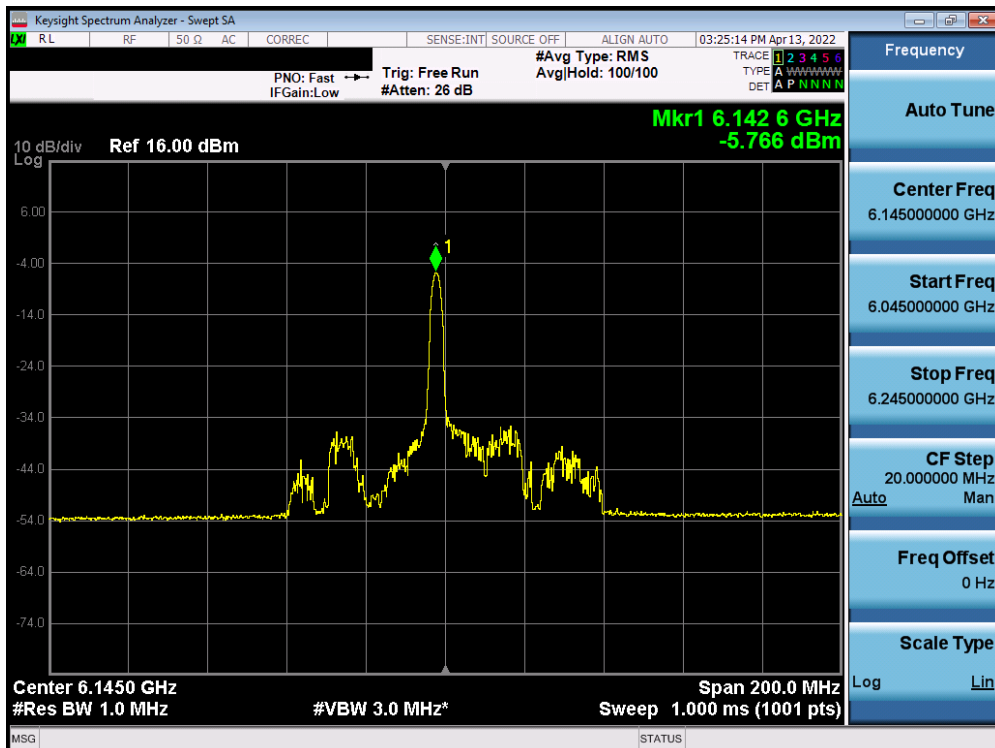 Keysight Spectrum Analyzer - Swept SA
LXI RL RF 50 Ω AC CORREC SENSE:INT SOURCE OFF ALIGN AUTO 03:25:14 PM Apr 13, 2022
PNO: Fast
IFGain:Low
Trig: Free Run
#Atten: 26 dB
#Avg Type: RMS
Avg|Hold: 100/100
TRACE 1 2 3 4 5 6
TYPE A WWWWW
DET A P N N N N
Mkr1 6.142 6 GHz
-5.766 dBm
10 dB/div Ref 16.00 dBm
Log
1
6.00
-4.00
-14.0
-24.0
-34.0
-44.0
-54.0
-64.0
-74.0
Center 6.1450 GHz Span 200.0 MHz
#Res BW 1.0 MHz #VBW 3.0 MHz* Sweep 1.000 ms (1001 pts)
MSG STATUS
Frequency
Auto Tune
Center Freq
6.145000000 GHz
Start Freq
6.045000000 GHz
Stop Freq
6.245000000 GHz
CF Step
20.000000 MHz
Auto Man
Freq Offset
0 Hz
Scale Type
Log Lin